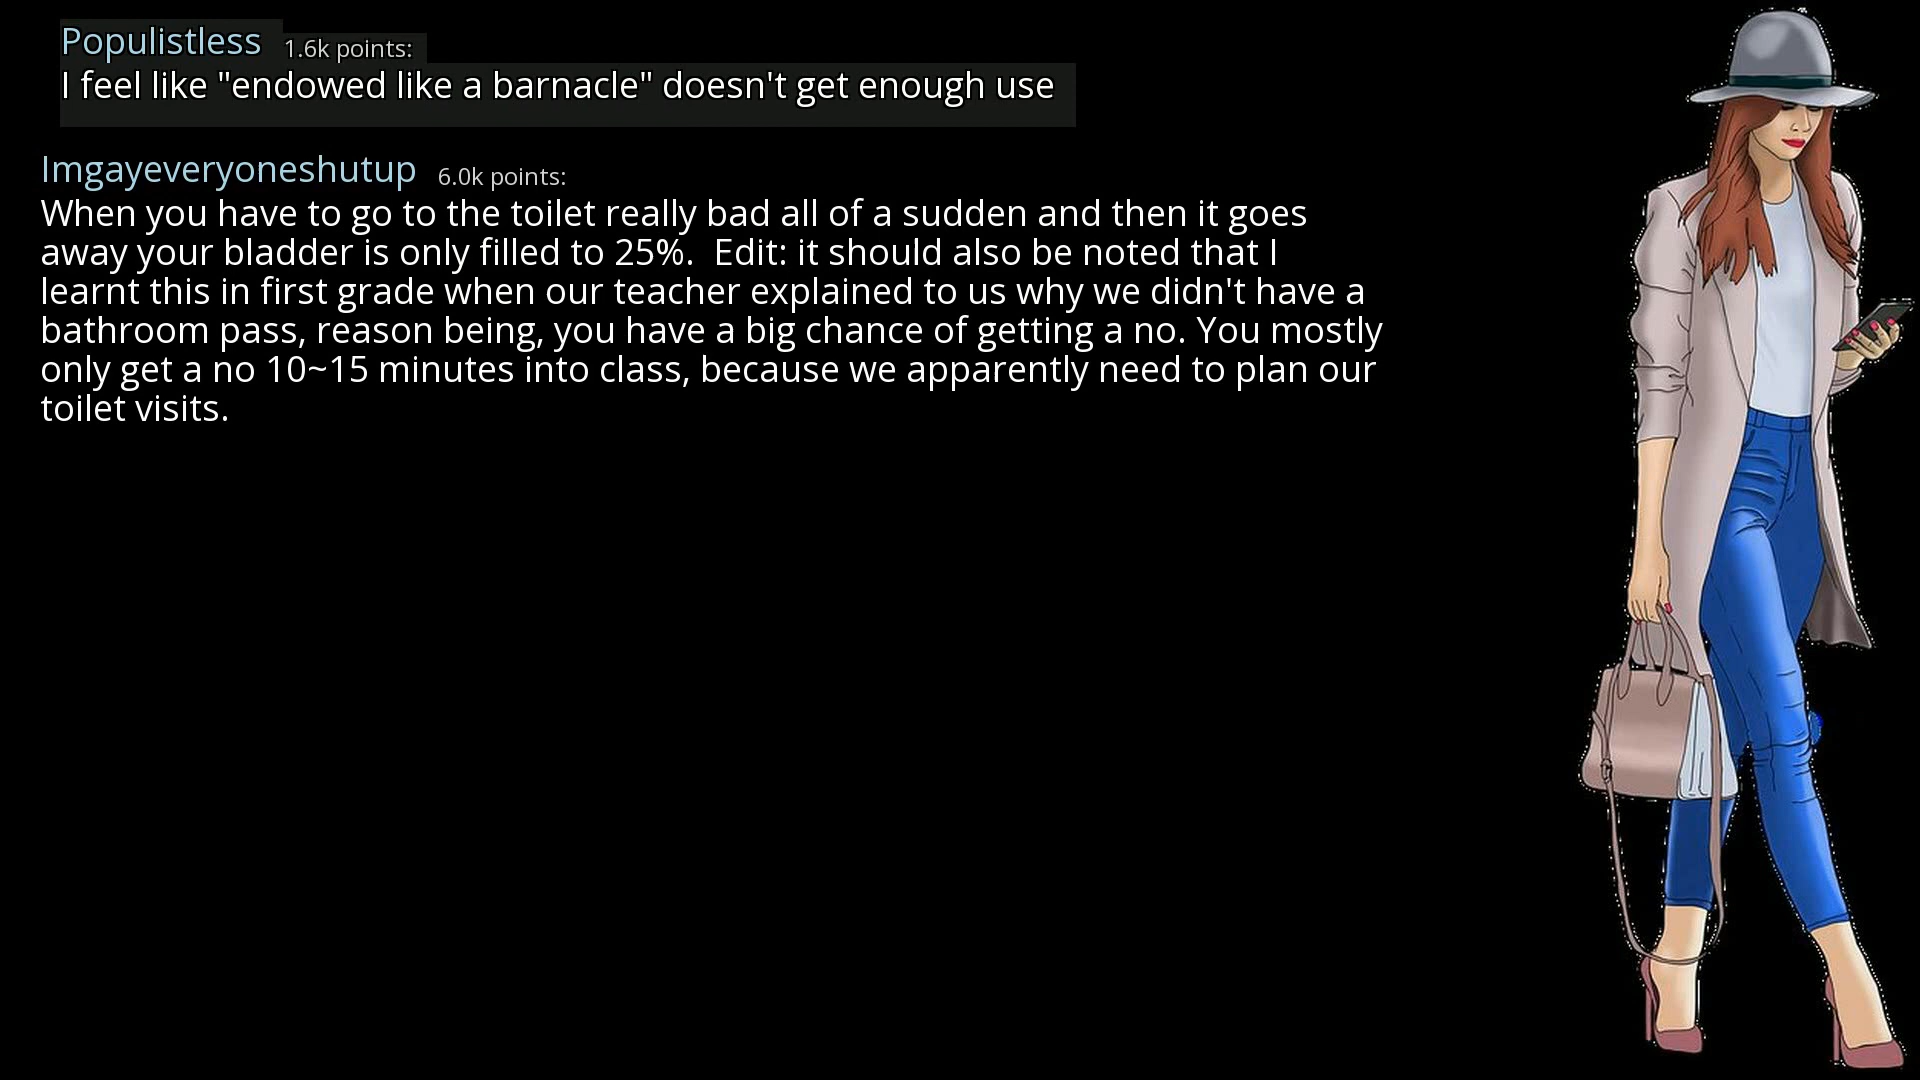 Populistless 1.6k points:
I feel like "endowed like a barnacle" doesn't get enough use
Imgayeveryoneshutup 6.0k points:
When you have to go to the toilet really bad all of a sudden and then it goes
away your bladder is only filled to 25%.  Edit: it should also be noted that I
learnt this in first grade when our teacher explained to us why we didn't have a
bathroom pass, reason being, you have a big chance of getting a no. You mostly
only get a no 10~15 minutes into class, because we apparently need to plan our
toilet visits.